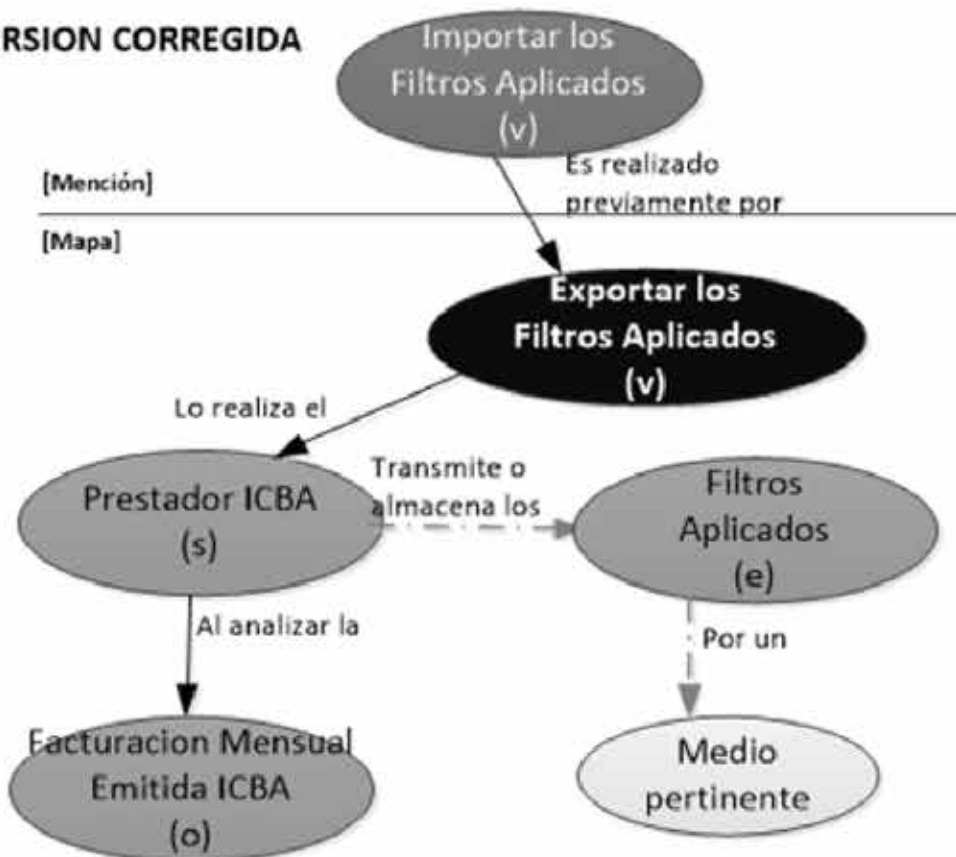 RSION CORREGIDA
Importar los
Filtros Aplicados
(v)
Es realizado
previamente por
[Mención]
[Mapa]
Exportar los
Filtros Aplicados
(v)
Lo realiza el
Prestador ICBA
(s)
Transmite o
almacena los
Filtros
Aplicados
(e)
Al analizar la
Por un
Facturacion Mensual
Emitida ICBA
(o)
Medio
pertinente